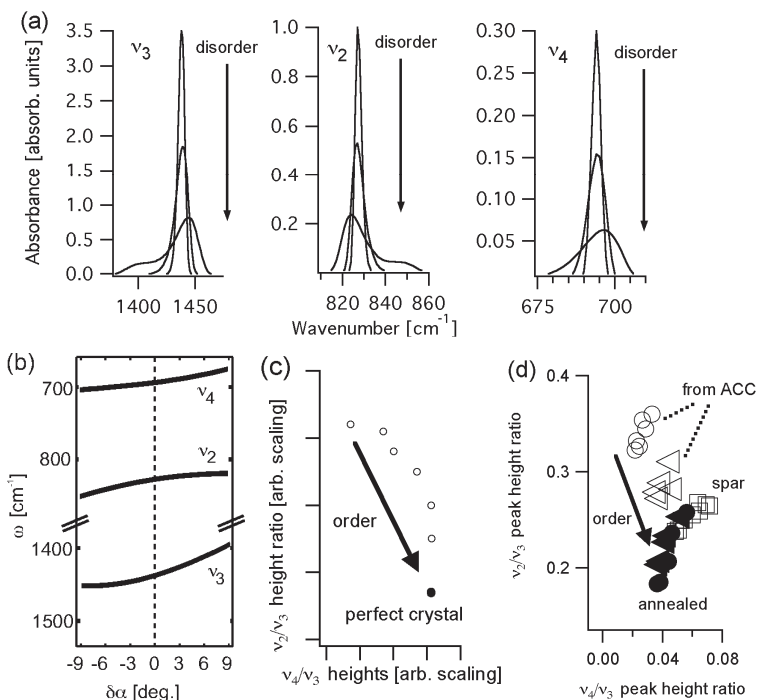 (a)
Absorbance [absorb. units]
3.5
3.0
2.5
2.0
1.5
1.0
0.5
0.0
ν3
disorder
1400
1450
1.0
0.8
0.6
0.4
0.2
ν2
disorder
820
840
860
0.30
0.25
0.20
0.15
0.10
0.05
ν4
disorder
675
700
Wavenumber [cm-1]
(b)
ω [cm-1]
700
800
1400
1500
ν4
ν2
ν3
-9
-6
-3
0
3
6
9
δα [deg.]
(c)
ν2/ν3 height ratio [arb. scaling]
order
perfect crystal
ν4/ν3 heights [arb. scaling]
(d)
ν2/ν3 peak height ratio
0.4
0.3
0.2
from ACC
spar
order
annealed
0.00
0.04
0.08
ν4/ν3 peak height ratio